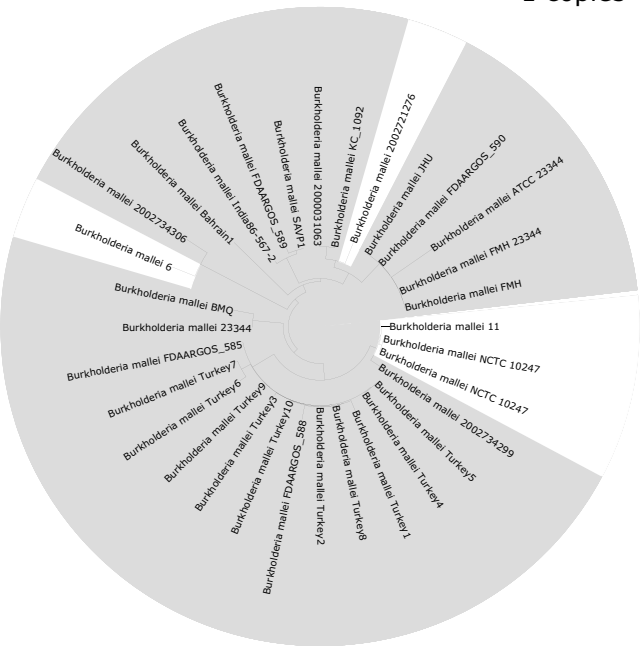 Burkholderia mallei 2002721276
Burkholderia mallei JHU
Burkholderia mallei FDAARGOS_590
Burkholderia mallei ATCC 23344
Burkholderia mallei FMH 23344
Burkholderia mallei FMH
Burkholderia mallei 11
Burkholderia mallei NCTC 10247
Burkholderia mallei NCTC 10247
Burkholderia mallei 2002734299
Burkholderia mallei Turkey5
Burkholderia mallei Turkey4
Burkholderia mallei Turkey1
Burkholderia mallei Turkey8
Burkholderia mallei Turkey2
Burkholderia mallei FDAARGOS_588
Burkholderia mallei Turkey10
Burkholderia mallei Turkey3
Burkholderia mallei Turkey9
Burkholderia mallei Turkey6
Burkholderia mallei Turkey7
Burkholderia mallei FDAARGOS_585
Burkholderia mallei 23344
Burkholderia mallei BMQ
Burkholderia mallei 6
Burkholderia mallei 2002734306
Burkholderia mallei Bahrain1
Burkholderia mallei India86-567-2
Burkholderia mallei FDAARGOS_589
Burkholderia mallei SAVP1
Burkholderia mallei 2000031063
Burkholderia mallei KC_1092